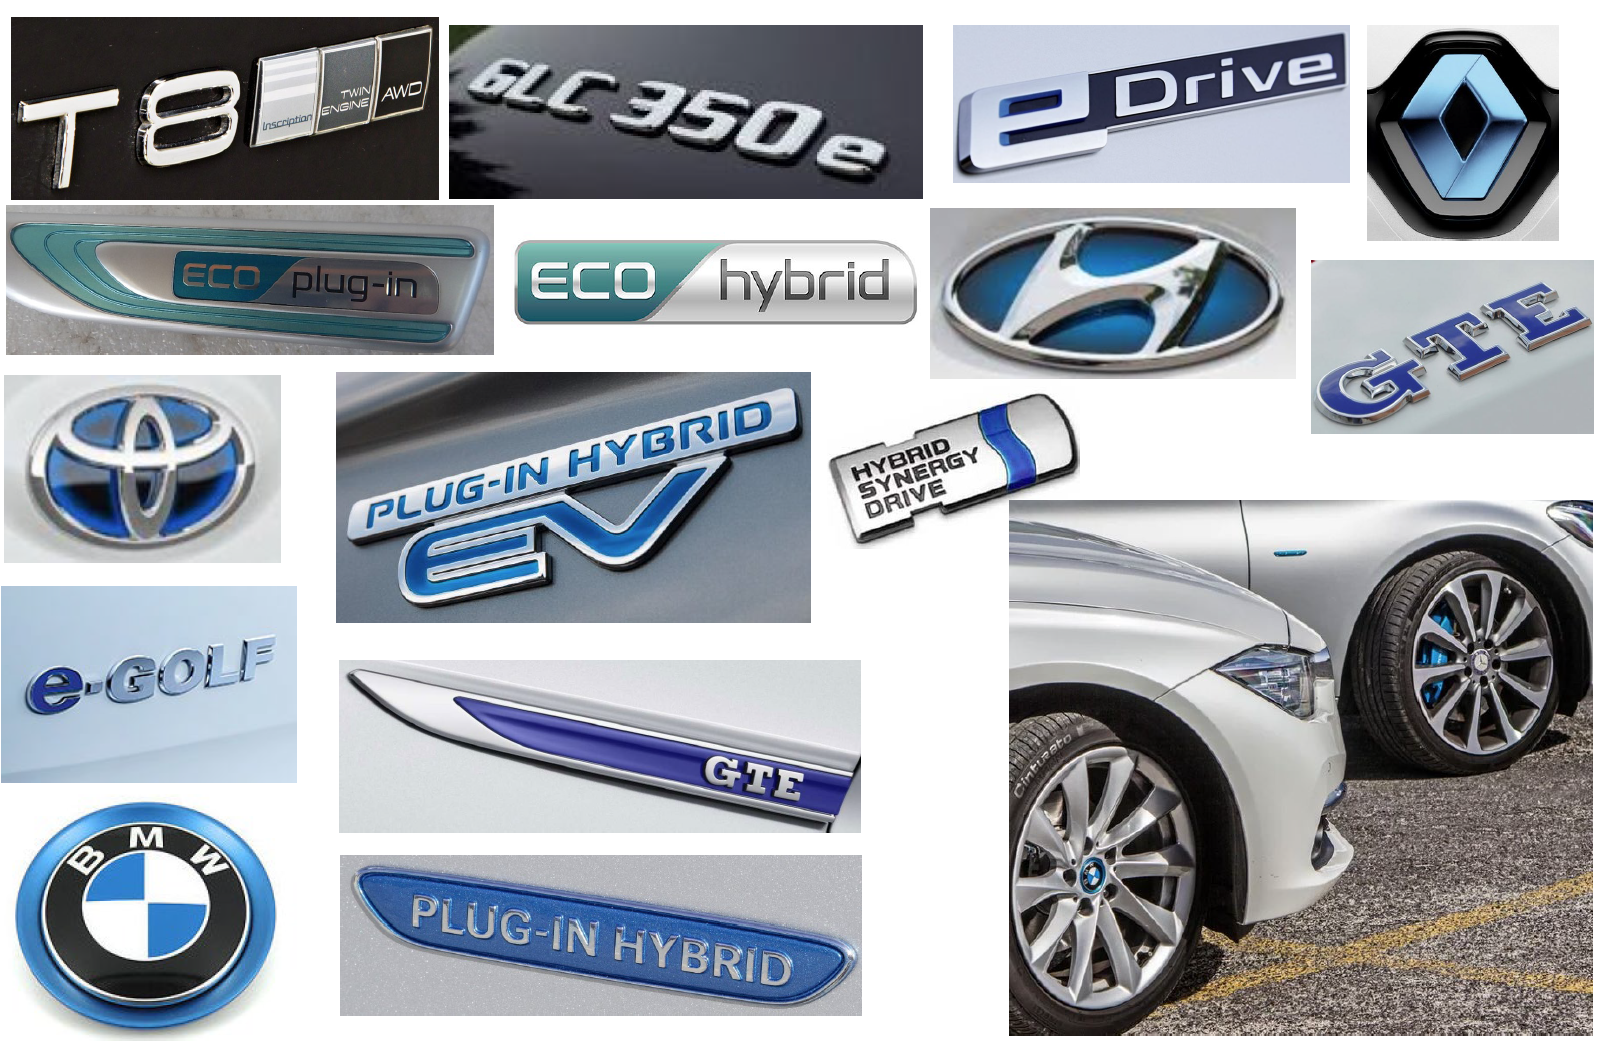 T8
Inscription
TWIN
ENGINE
AWD
GLC 350e
eDrive
ECO plug-in
ECO hybrid
GTE
PLUG-IN HYBRID
EV
HYBRID
SYNERGY
DRIVE
e-GOLF
GTE
BMW
PLUG-IN HYBRID
Cinturato